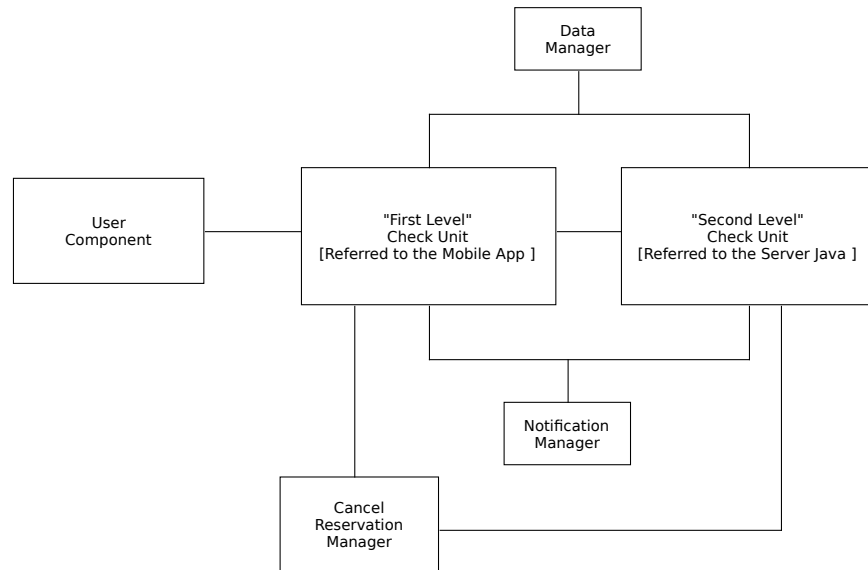 Data
Manager
User
Component
"First Level"
Check Unit
[Referred to the Mobile App ]
"Second Level"
Check Unit
[Referred to the Server Java ]
Notification
Manager
Cancel
Reservation
Manager